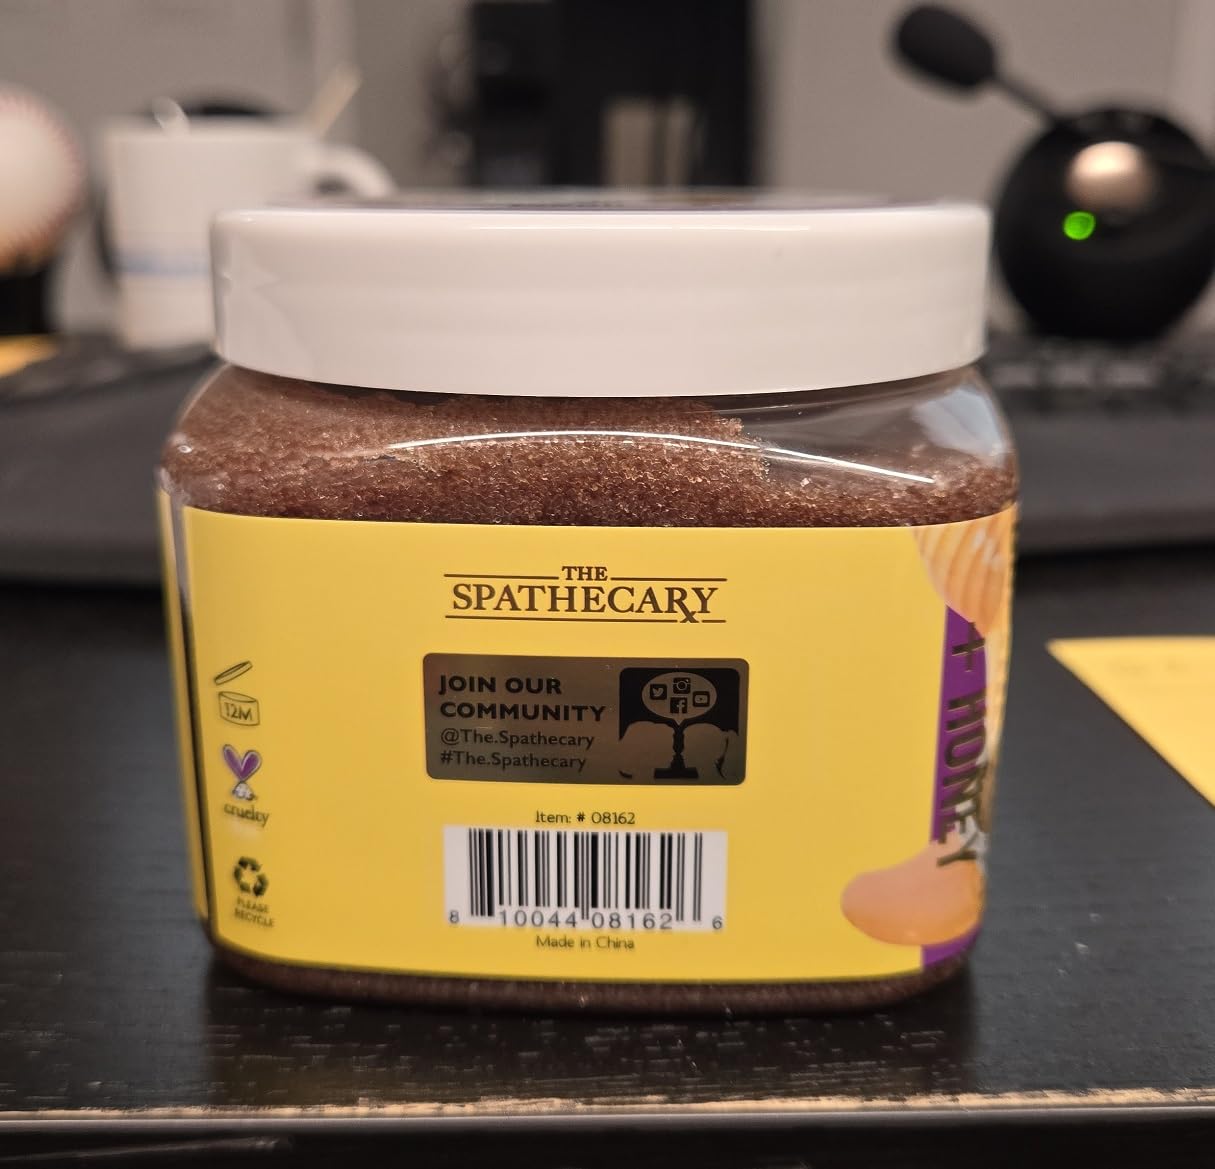 THE
SPATHECARY
JOIN OUR
COMMUNITY
@The.Spathecary
#The.Spathecary
12M
cruelty
PLEASE
RECYCLE
Item: # 08162
8 10044 08162 6
Made in China
+ HONEY